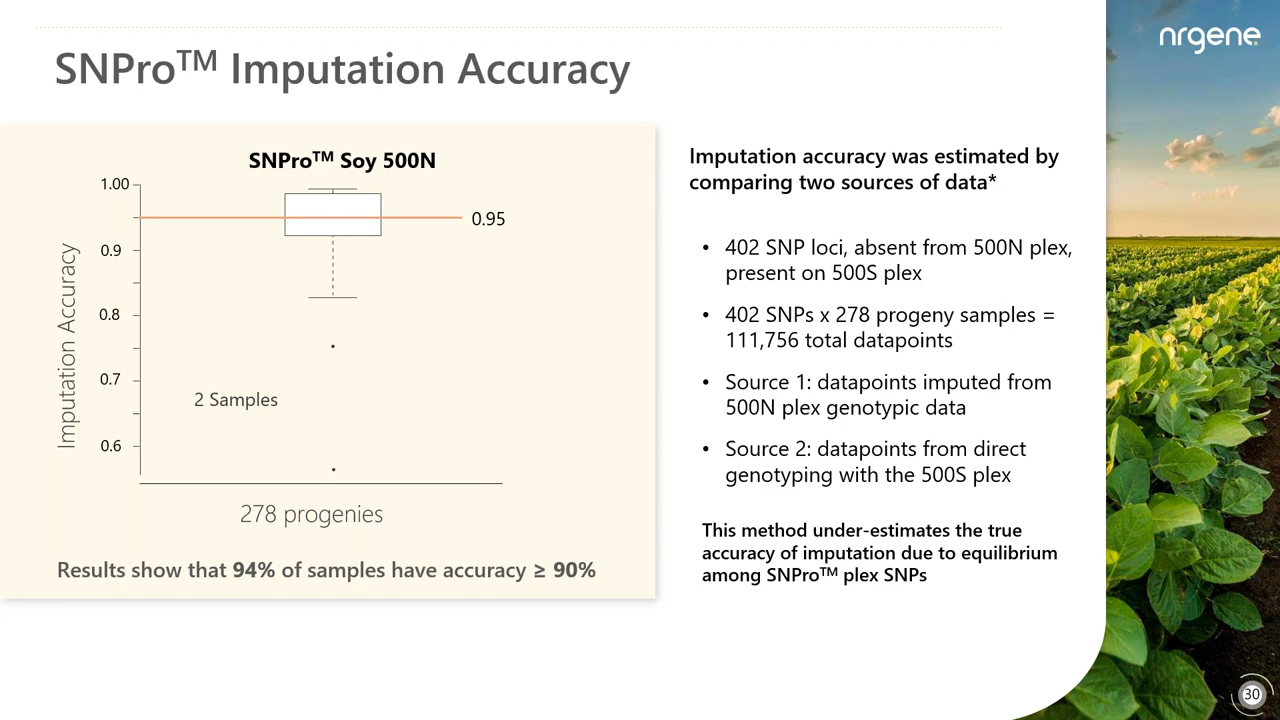 nrgene
SNPro™ Imputation Accuracy
SNPro™ Soy 500N
1.00
0.9
0.8
0.7
0.6
Imputation Accuracy
0.95
2 Samples
278 progenies
Results show that 94% of samples have accuracy ≥ 90%
Imputation accuracy was estimated by
comparing two sources of data*
• 402 SNP loci, absent from 500N plex,
present on 500S plex
• 402 SNPs x 278 progeny samples =
111,756 total datapoints
• Source 1: datapoints imputed from
500N plex genotypic data
• Source 2: datapoints from direct
genotyping with the 500S plex
This method under-estimates the true
accuracy of imputation due to equilibrium
among SNPro™ plex SNPs
30